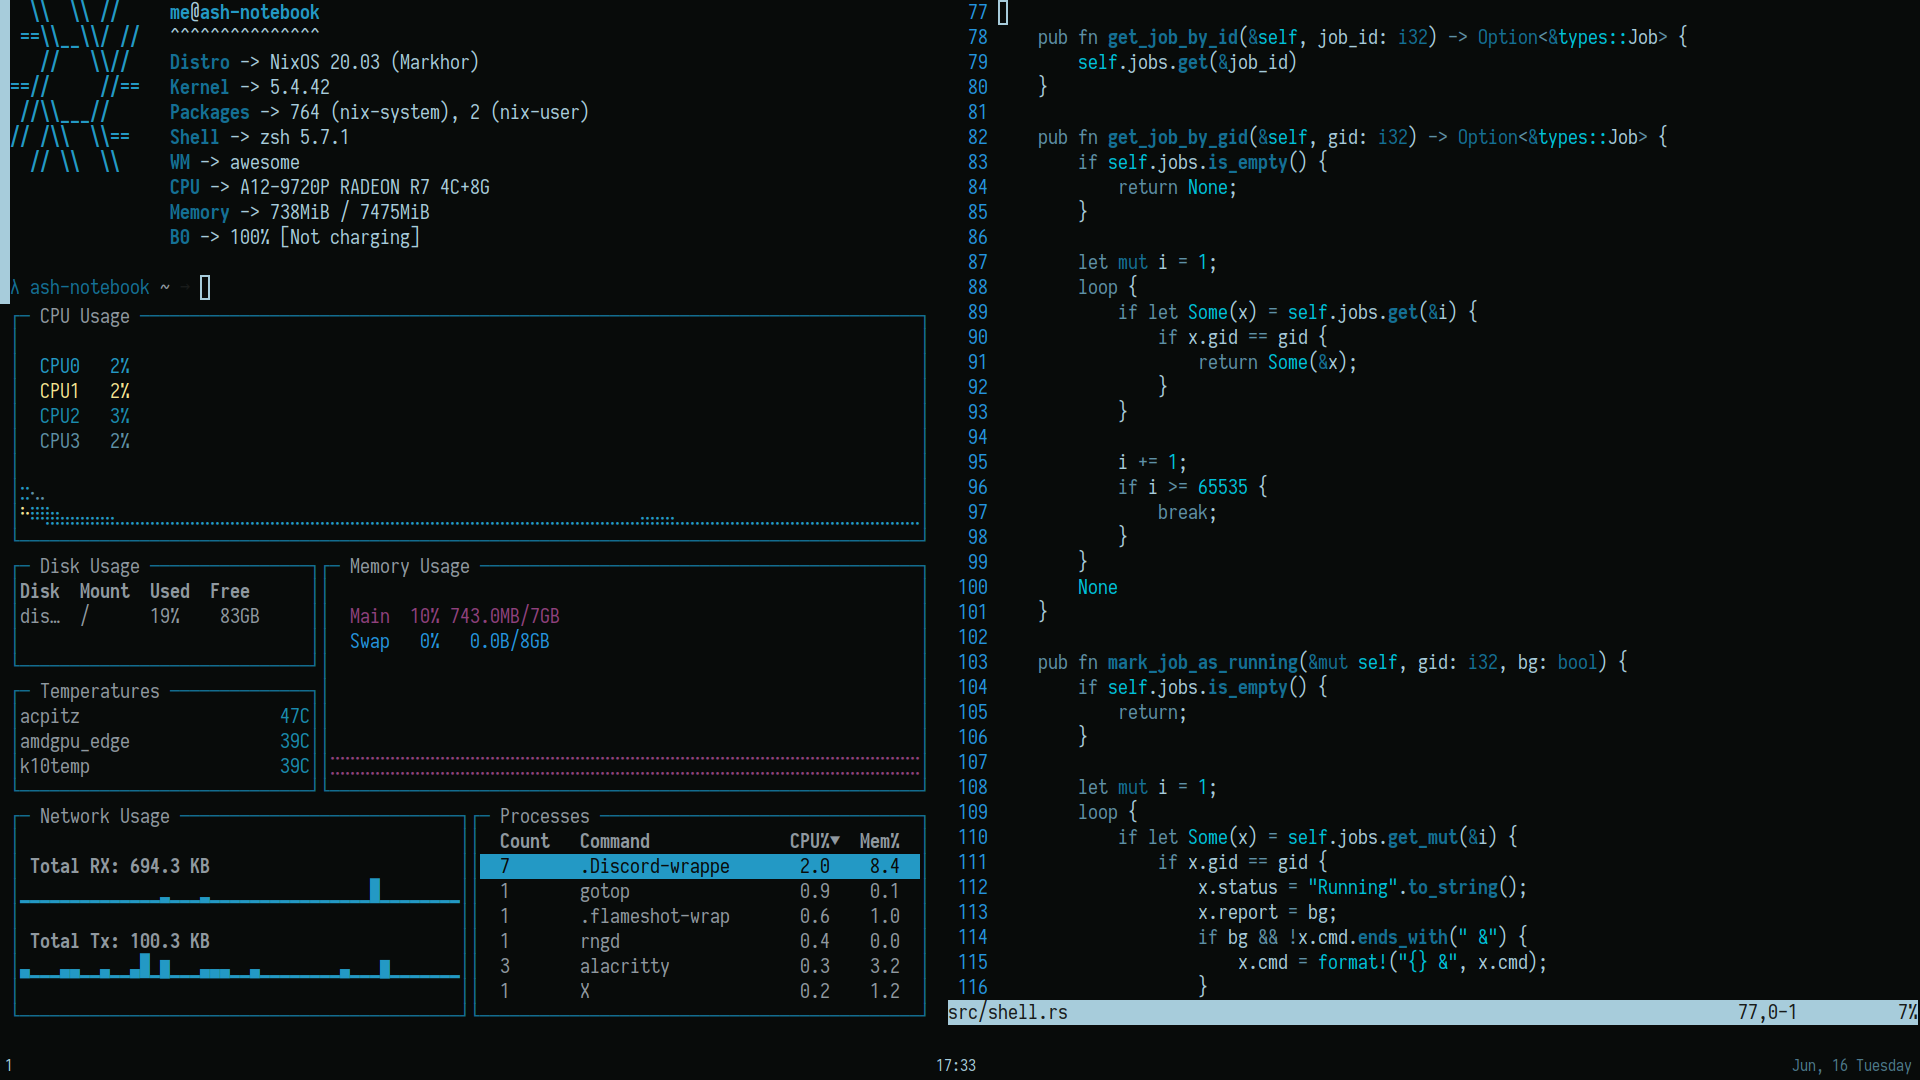 me@ash-notebook
^^^^^^^^^^^^^^^
Distro -> NixOS 20.03 (Markhor)
Kernel -> 5.4.42
Packages -> 764 (nix-system), 2 (nix-user)
Shell -> zsh 5.7.1
WM -> awesome
CPU -> A12-9720P RADEON R7 4C+8G
Memory -> 738MiB / 7475MiB
B0 -> 100% [Not charging]
λ ash-notebook ~ →
CPU Usage
CPU0 2%
CPU1 2%
CPU2 3%
CPU3 2%
Disk Usage
Disk Mount Used Free
dis… / 19% 83GB
Memory Usage
Main 10% 743.0MB/7GB
Swap 0% 0.0B/8GB
Temperatures
acpitz 47C
amdgpu_edge 39C
k10temp 39C
Network Usage
Total RX: 694.3 KB
Total Tx: 100.3 KB
Processes
Count Command CPU%▼ Mem%
7 .Discord-wrappe 2.0 8.4
1 gotop 0.9 0.1
1 .flameshot-wrap 0.6 1.0
1 rngd 0.4 0.0
3 alacritty 0.3 3.2
1 X 0.2 1.2
77
78     pub fn get_job_by_id(&self, job_id: i32) -> Option<&types::Job> {
79         self.jobs.get(&job_id)
80     }
81
82     pub fn get_job_by_gid(&self, gid: i32) -> Option<&types::Job> {
83         if self.jobs.is_empty() {
84             return None;
85         }
86
87         let mut i = 1;
88         loop {
89             if let Some(x) = self.jobs.get(&i) {
90                 if x.gid == gid {
91                     return Some(&x);
92                 }
93             }
94
95             i += 1;
96             if i >= 65535 {
97                 break;
98             }
99         }
100         None
101     }
102
103     pub fn mark_job_as_running(&mut self, gid: i32, bg: bool) {
104         if self.jobs.is_empty() {
105             return;
106         }
107
108         let mut i = 1;
109         loop {
110             if let Some(x) = self.jobs.get_mut(&i) {
111                 if x.gid == gid {
112                     x.status = "Running".to_string();
113                     x.report = bg;
114                     if bg && !x.cmd.ends_with(" &") {
115                         x.cmd = format!("{} &", x.cmd);
116                     }
src/shell.rs 77,0-1 7%
1 17:33 Jun, 16 Tuesday